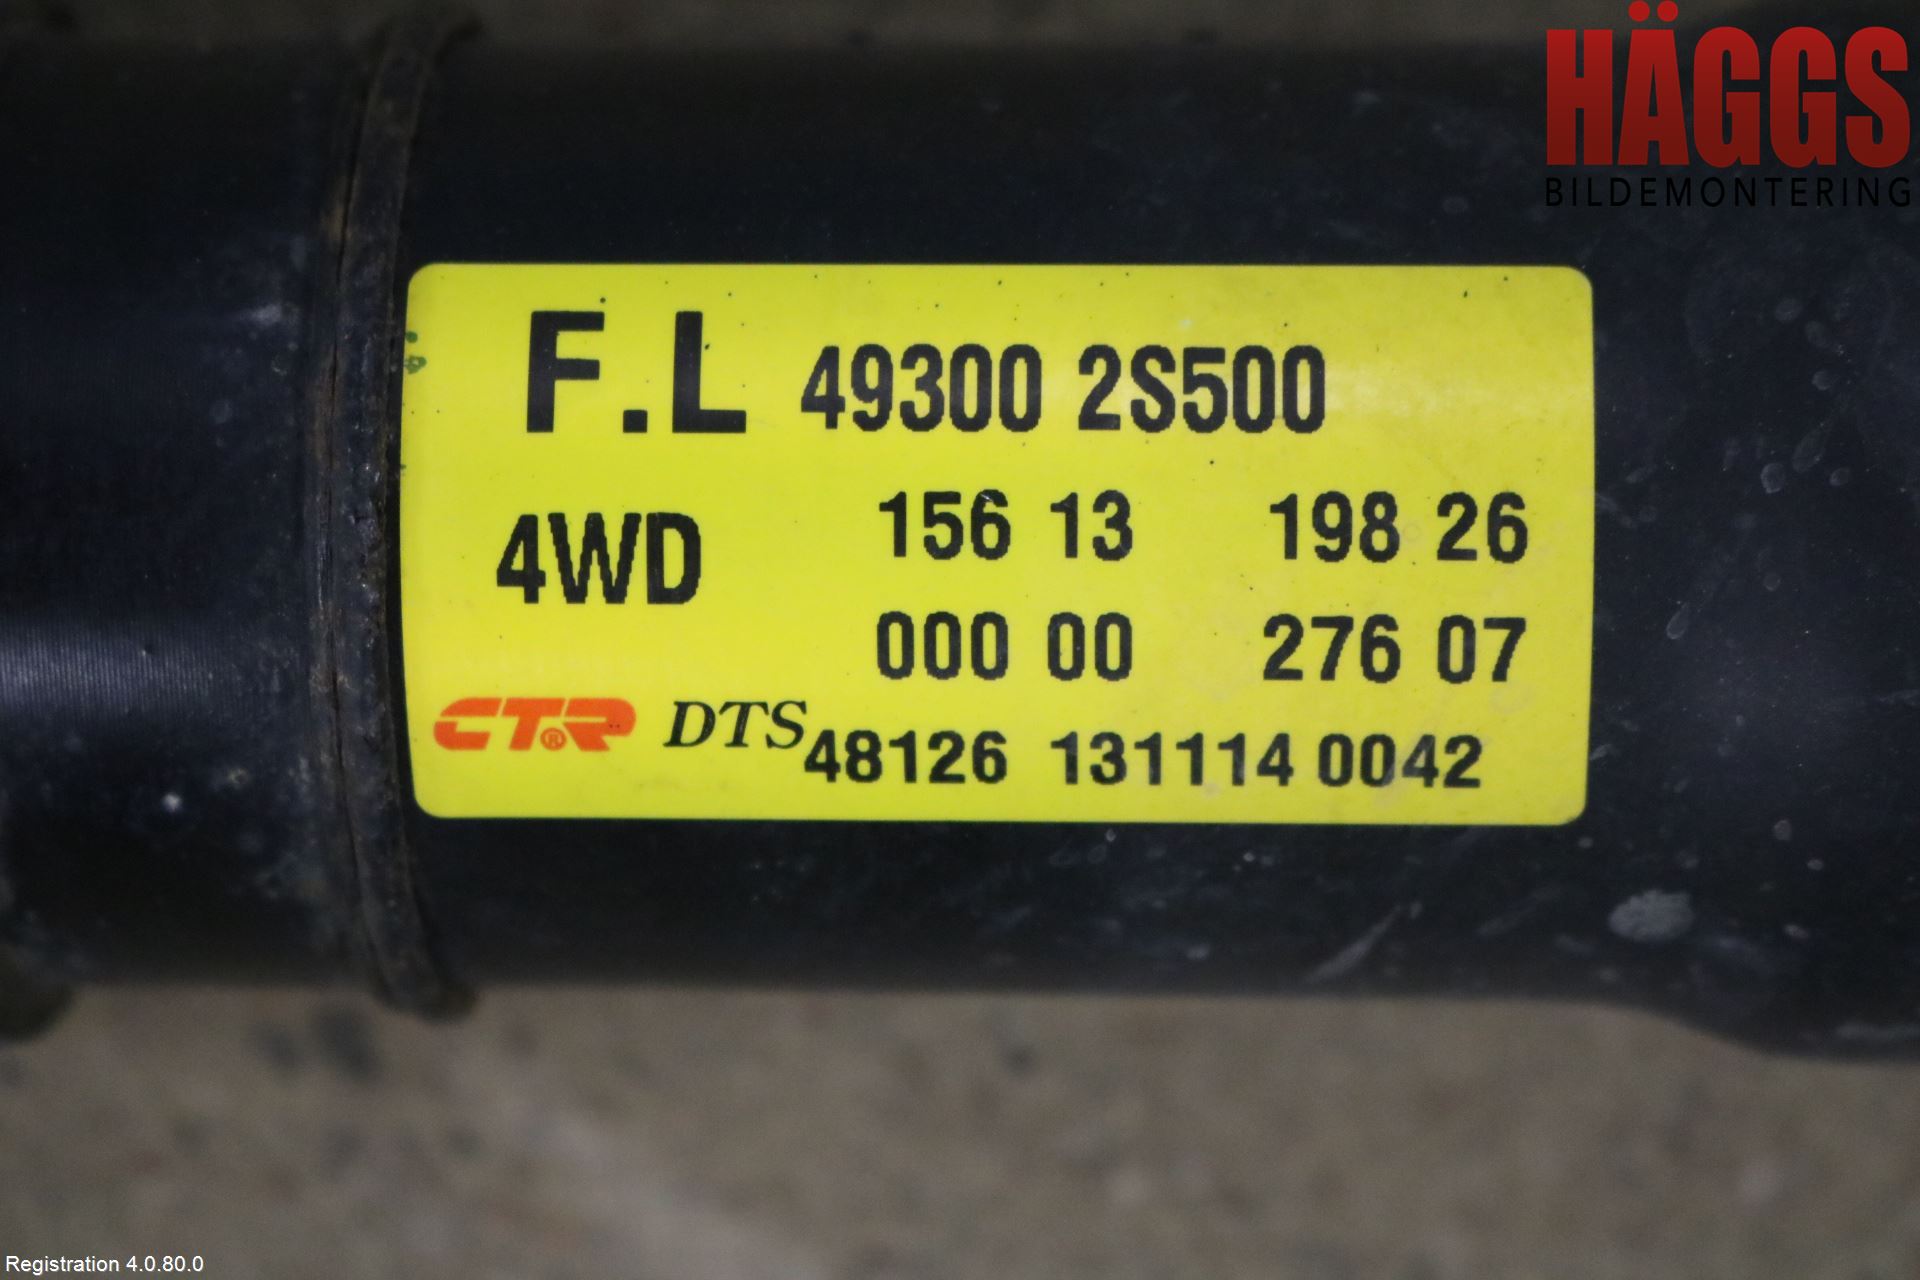 HÄGGS
BILDEMONTERING
F.L 49300 2S500
4WD 156 13 198 26
000 00 276 07
CTR® DTS 48126 131114 0042
Registration 4.0.80.0